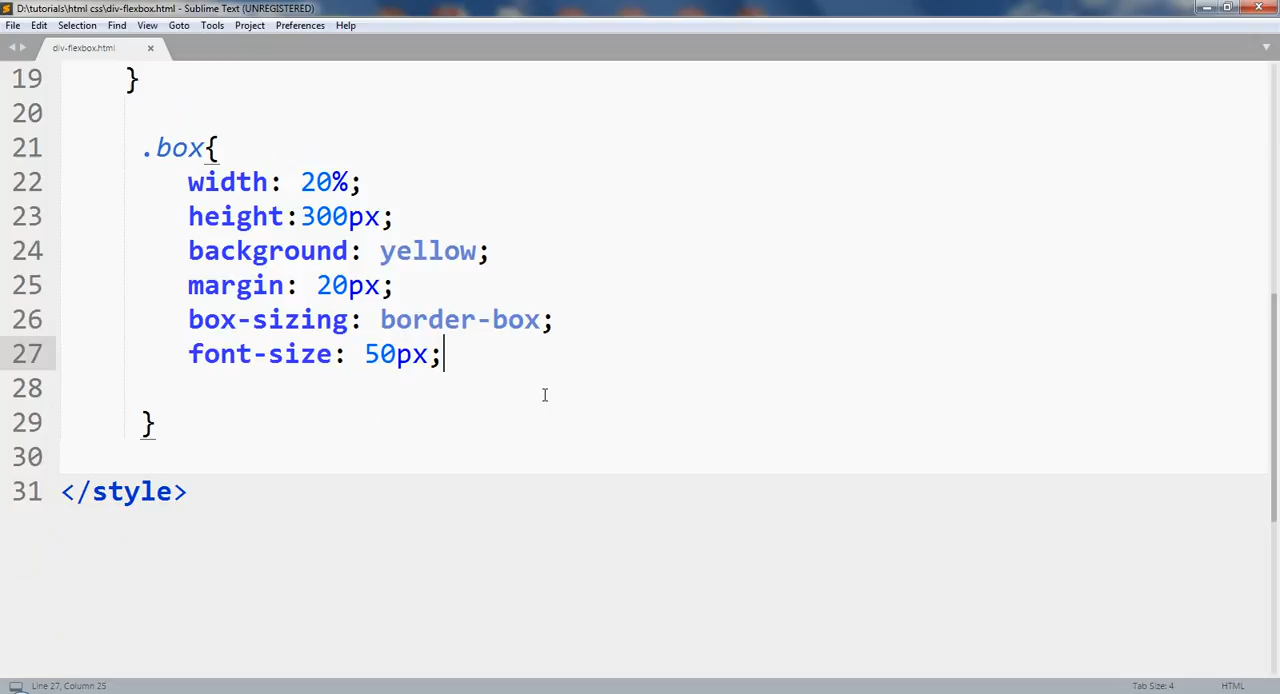 D:\tutorials\html css\div-flexbox.html - Sublime Text (UNREGISTERED)
File Edit Selection Find View Goto Tools Project Preferences Help
div-flexbox.html
19 }
20
21 .box{
22 width: 20%;
23 height:300px;
24 background: yellow;
25 margin: 20px;
26 box-sizing: border-box;
27 font-size: 50px;
28
29 }
30
31 </style>
Line 27, Column 25 Tab Size: 4 HTML